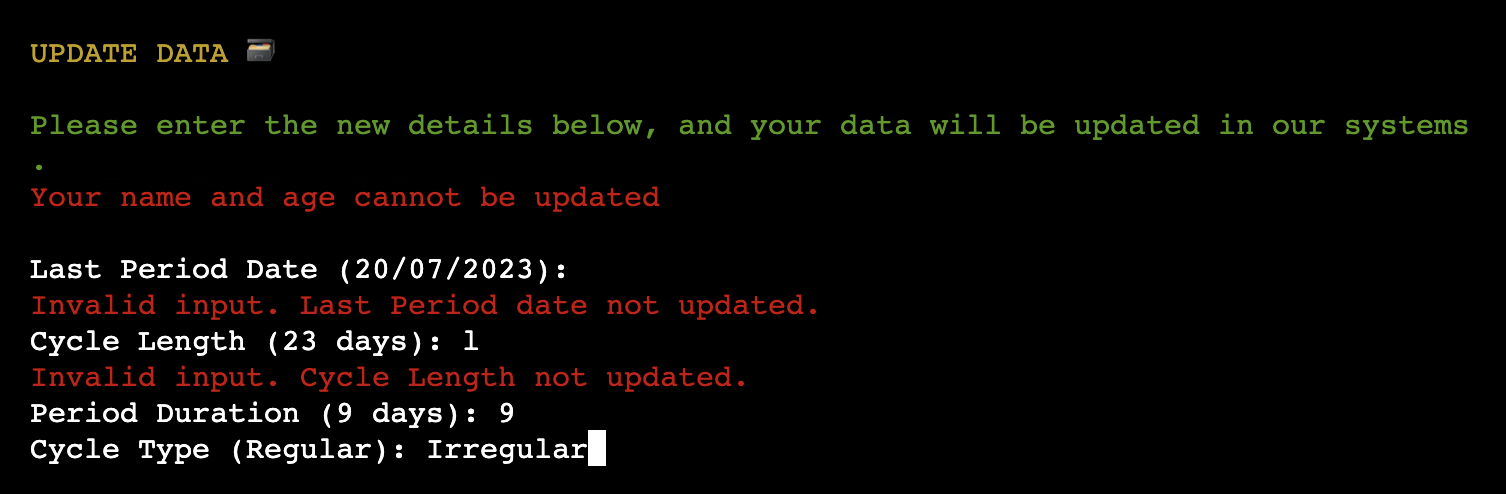 UPDATE DATA 🗃️
Please enter the new details below, and your data will be updated in our systems
.
Your name and age cannot be updated
Last Period Date (20/07/2023):
Invalid input. Last Period date not updated.
Cycle Length (23 days): l
Invalid input. Cycle Length not updated.
Period Duration (9 days): 9
Cycle Type (Regular): Irregular